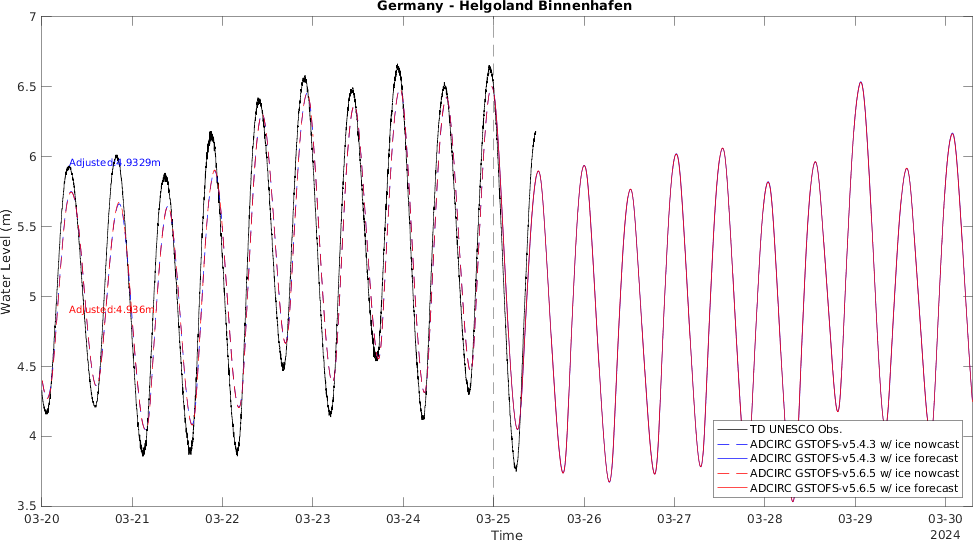 Germany - Helgoland Binnenhafen
Water Level (m)
7
6.5
6
5.5
5
4.5
4
3.5
Adjusted:4.9329m
Adjusted:4.936m
TD UNESCO Obs.
ADCIRC GSTOFS-v5.4.3 w/ ice nowcast
ADCIRC GSTOFS-v5.4.3 w/ ice forecast
ADCIRC GSTOFS-v5.6.5 w/ ice nowcast
ADCIRC GSTOFS-v5.6.5 w/ ice forecast
03-20 03-21 03-22 03-23 03-24 03-25 03-26 03-27 03-28 03-29 03-30
Time
2024